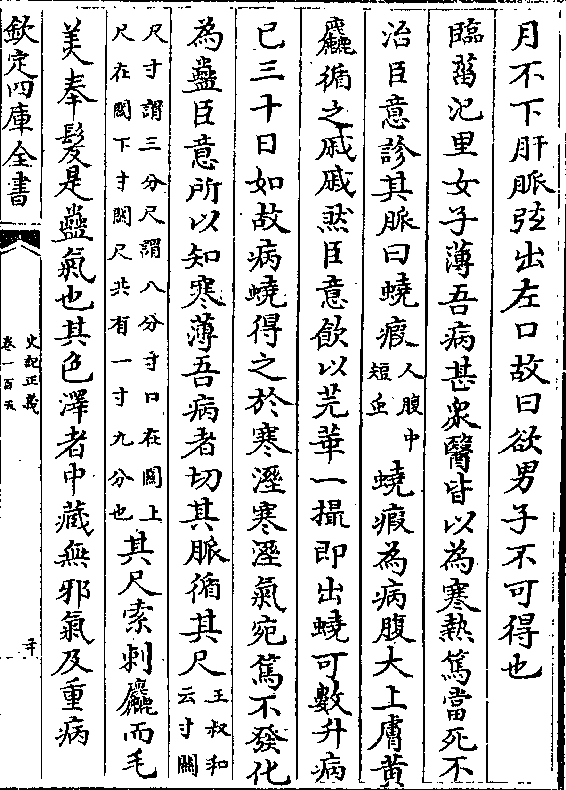 月不下肝脈弦出左口故曰欲男子不可得也
臨菑氾里女子薄吾病甚衆醫皆以為寒熱篤當死不
治臣意診其脈曰蟯瘕人腹中短蟲蟯瘕為病腹大上膚黄
麤循之戚戚然臣意飲以芫華一撮即出蟯可數升病
已三十日如故病蟯得之於寒溼寒溼氣宛篤不發化
為蠱臣意所以知寒薄吾病者切其脈循其尺王叔和云寸關
尺寸謂三分尺謂八分寸口在關上尺在關下寸關尺共有一寸九分也其尺索刺麤而毛
美奉髮是蠱氣也其色澤者中藏無邪氣及重病
欽定四庫全書
史記正義
卷一百五
二十